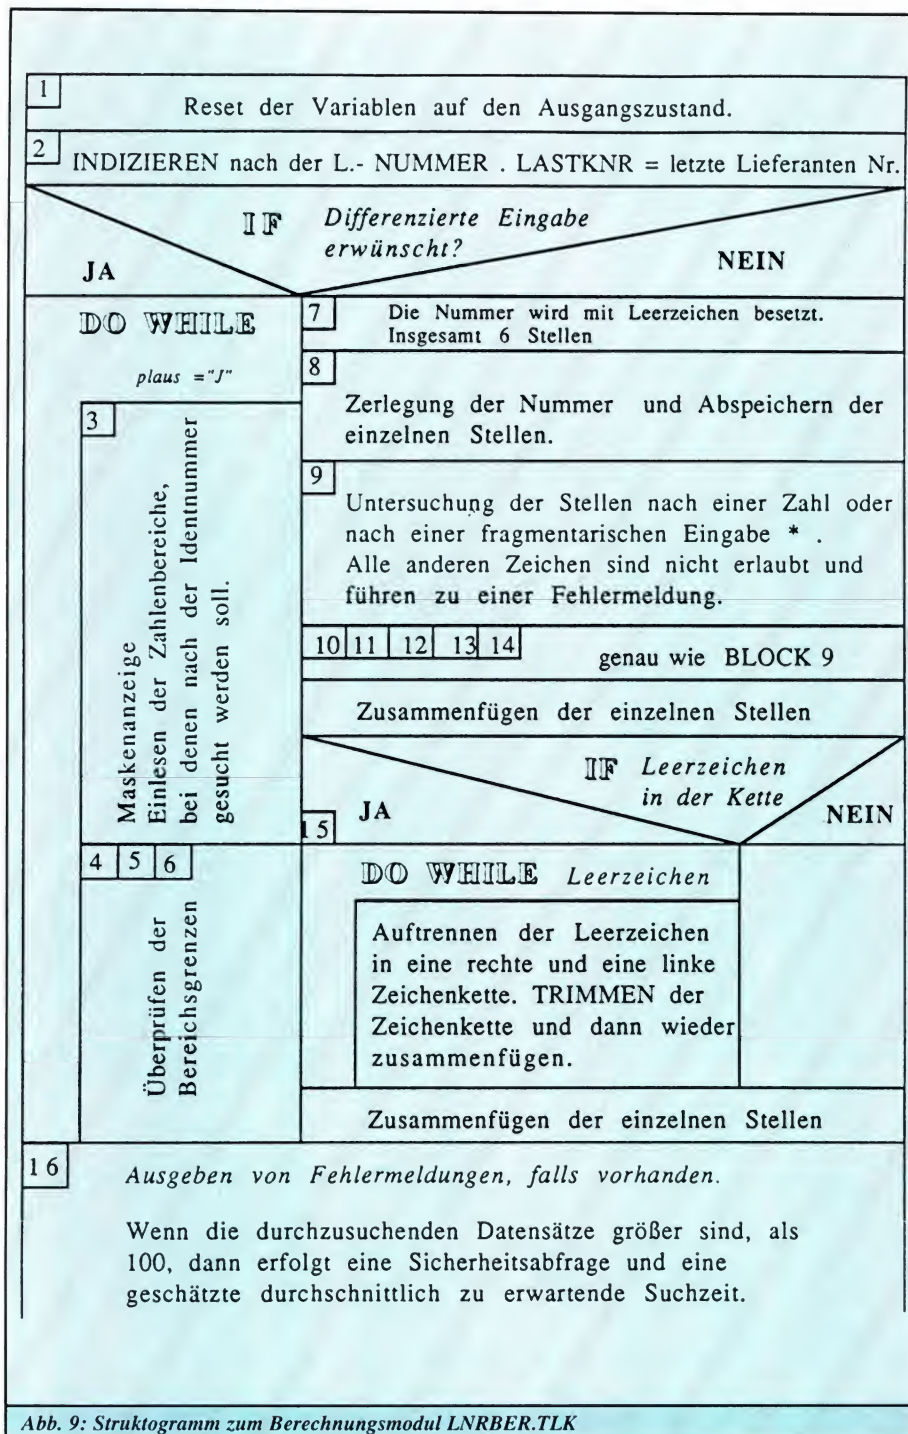 1
Reset der Variablen auf den Ausgangszustand.
2
INDIZIEREN nach der L.- NUMMER . LASTKNR = letzte Lieferanten Nr.
IF Differenzierte Eingabe
erwünscht?
JA
NEIN
DO WHILE
plaus ="J"
3
Maskenanzeige
Einlesen der Zahlenbereiche,
bei denen nach der Identnummer
gesucht werden soll.
4 5 6
Überprüfen der
Bereichsgrenzen
7
Die Nummer wird mit Leerzeichen besetzt.
Insgesamt 6 Stellen
8
Zerlegung der Nummer und Abspeichern der
einzelnen Stellen.
9
Untersuchung der Stellen nach einer Zahl oder
nach einer fragmentarischen Eingabe * .
Alle anderen Zeichen sind nicht erlaubt und
führen zu einer Fehlermeldung.
10 11 12 13 14 genau wie BLOCK 9
Zusammenfügen der einzelnen Stellen
IF Leerzeichen
in der Kette
JA
NEIN
15
DO WHILE Leerzeichen
Auftrennen der Leerzeichen
in eine rechte und eine linke
Zeichenkette. TRIMMEN der
Zeichenkette und dann wieder
zusammenfügen.
Zusammenfügen der einzelnen Stellen
16
Ausgeben von Fehlermeldungen, falls vorhanden.
Wenn die durchzusuchenden Datensätze größer sind, als
100, dann erfolgt eine Sicherheitsabfrage und eine
geschätzte durchschnittlich zu erwartende Suchzeit.
Abb. 9: Struktogramm zum Berechnungsmodul LNRBER.TLK